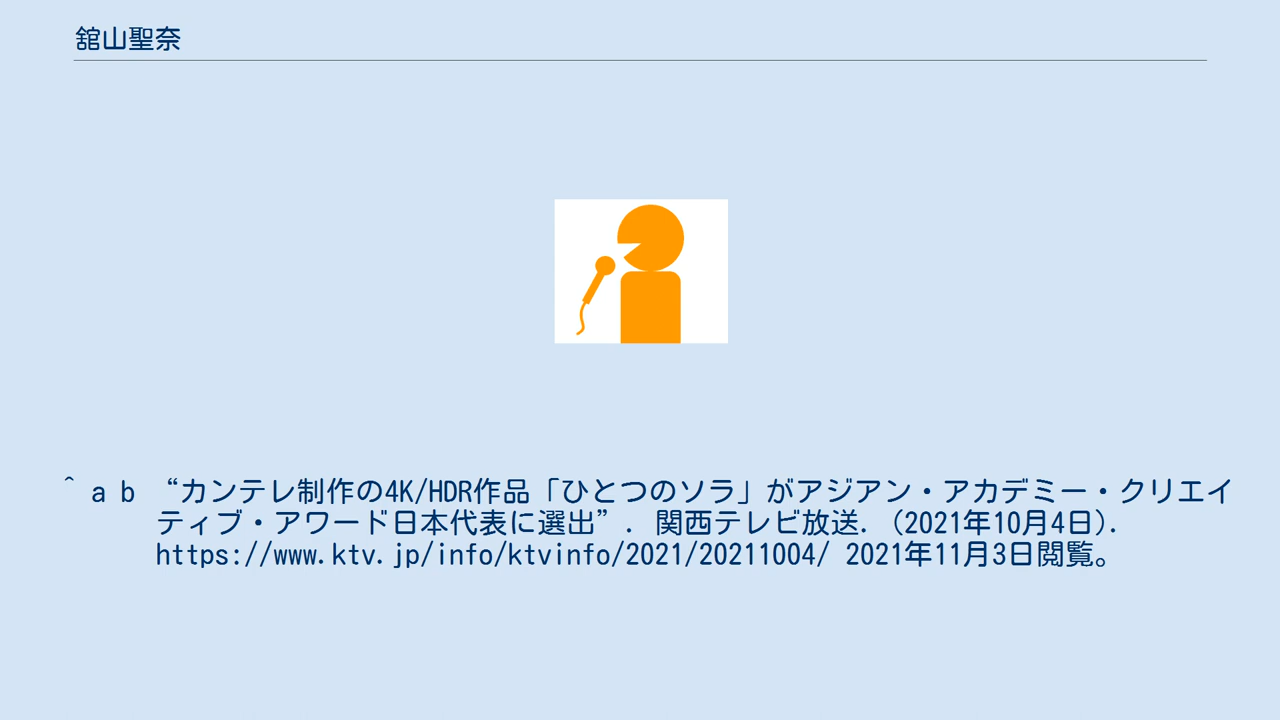 舘山聖奈
^ a b “カンテレ制作の4K/HDR作品「ひとつのソラ」がアジアン・アカデミー・クリエイ
ティブ・アワード日本代表に選出”. 関西テレビ放送. (2021年10月4日).
https://www.ktv.jp/info/ktvinfo/2021/20211004/ 2021年11月3日閲覧。